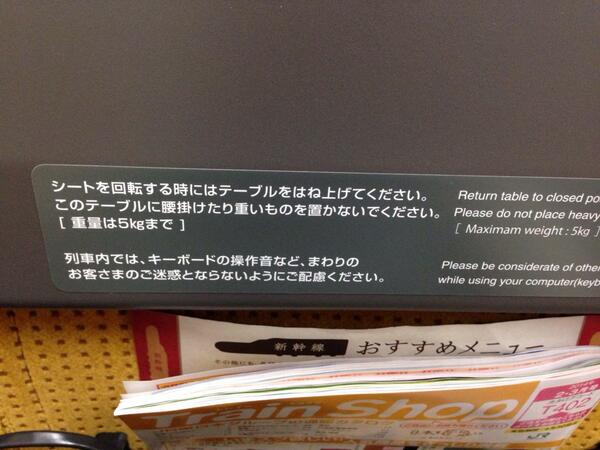 シートを回転する時にはテーブルをはね上げてください。
このテーブルに腰掛けたり重いものを置かないでください。
[ 重量は5kgまで ]
列車内では、キーボードの操作音など、まわりの
お客さまのご迷惑とならないようにご配慮ください。
Return table to closed po
Please do not place heavy
[ Maximam weight : 5kg ]
Please be considerate of othe
while using your computer(keyb
新幹線
おすすめメニュー
Train Shop
2-3月号
T402
JR